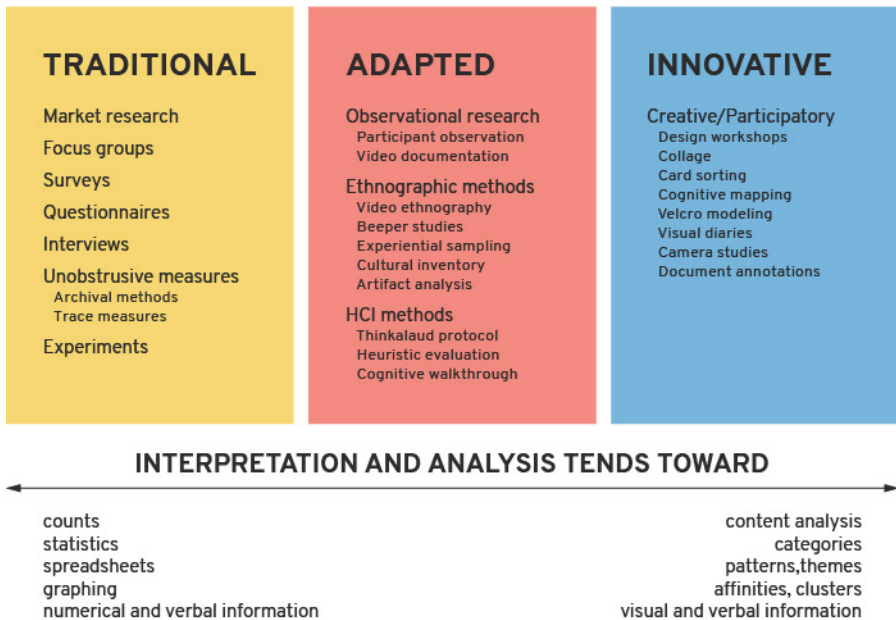 TRADITIONAL
Market research
Focus groups
Surveys
Questionnaires
Interviews
Unobstrusive measures
Archival methods
Trace measures
Experiments
ADAPTED
Observational research
Participant observation
Video documentation
Ethnographic methods
Video ethnography
Beeper studies
Experiential sampling
Cultural inventory
Artifact analysis
HCI methods
Thinkalaud protocol
Heuristic evaluation
Cognitive walkthrough
INNOVATIVE
Creative/Participatory
Design workshops
Collage
Card sorting
Cognitive mapping
Velcro modeling
Visual diaries
Camera studies
Document annotations
INTERPRETATION AND ANALYSIS TENDS TOWARD
counts
statistics
spreadsheets
graphing
numerical and verbal information
content analysis
categories
patterns,themes
affinities, clusters
visual and verbal information